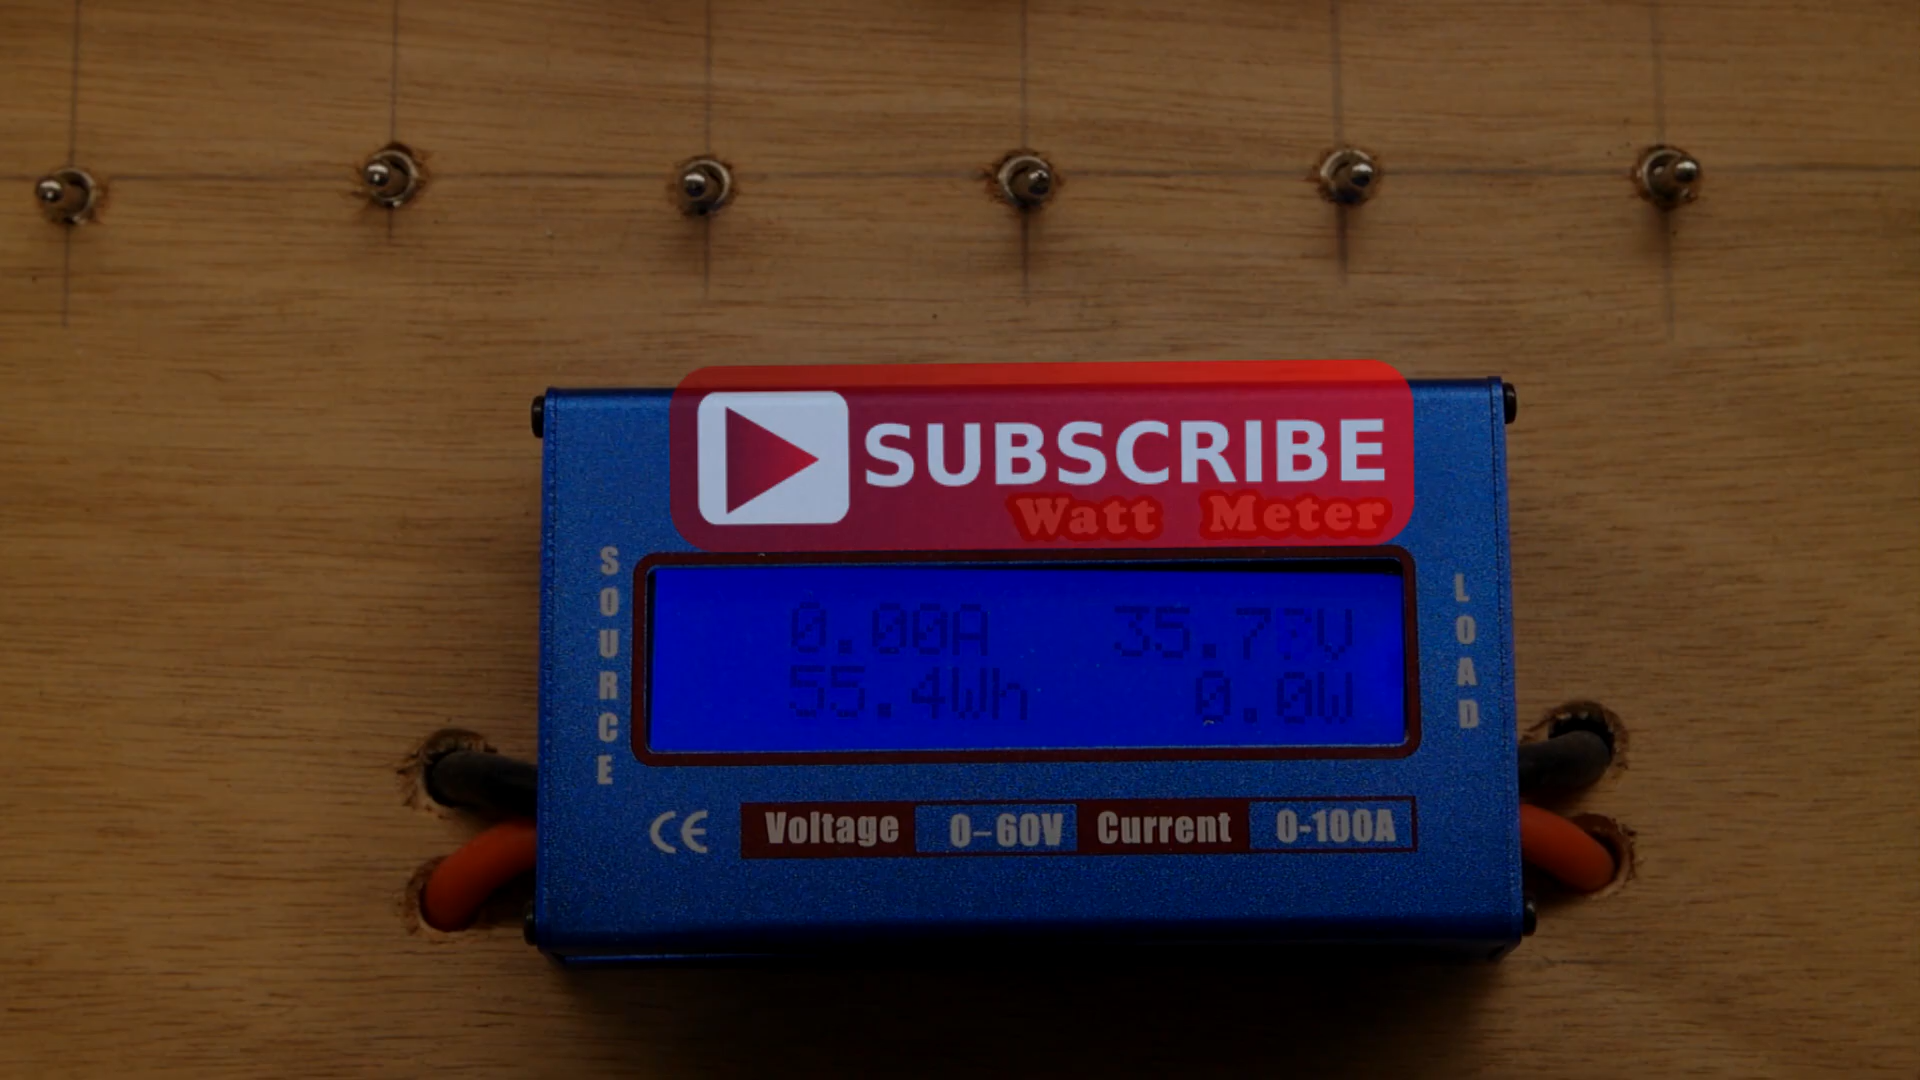 SUBSCRIBE
Watt Meter
SOURCE
0.00A 35.73V
55.4Wh 0.0W
LOAD
CE Voltage 0-60V Current 0-100A